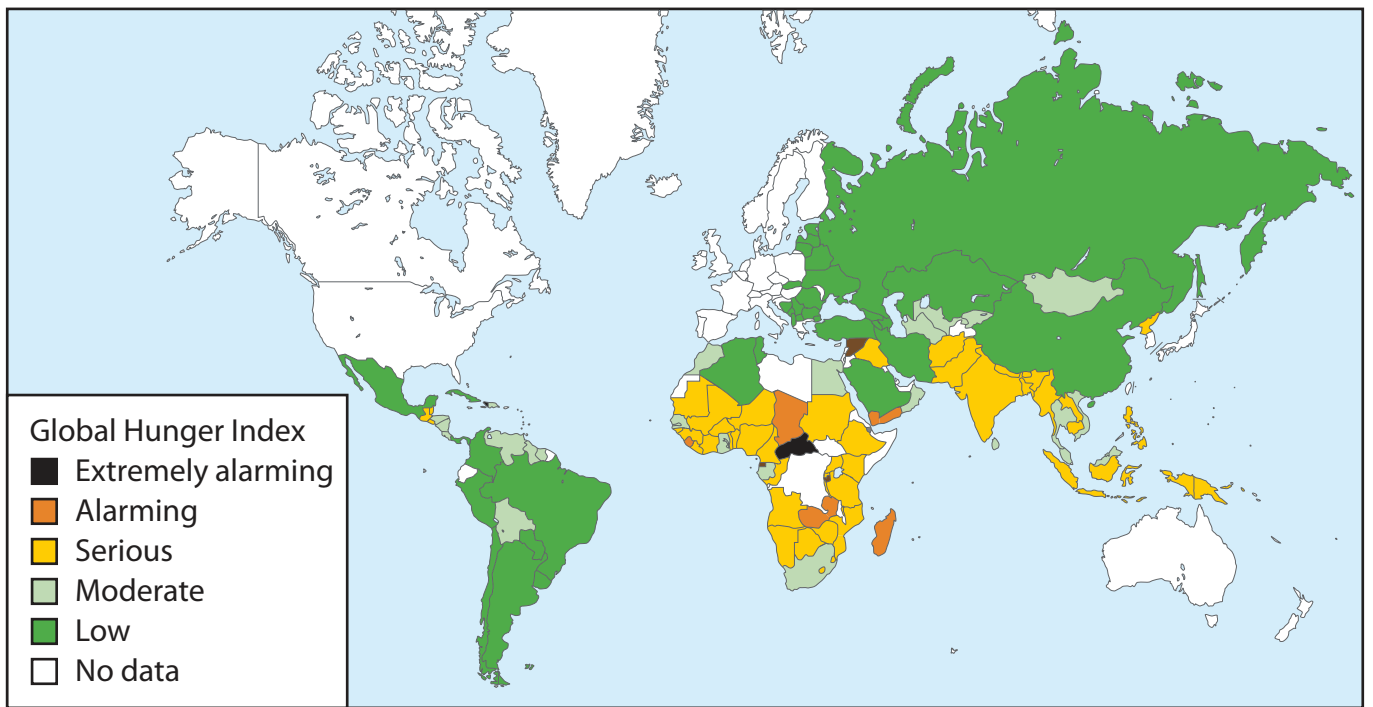 Global Hunger Index
Extremely alarming
Alarming
Serious
Moderate
Low
No data